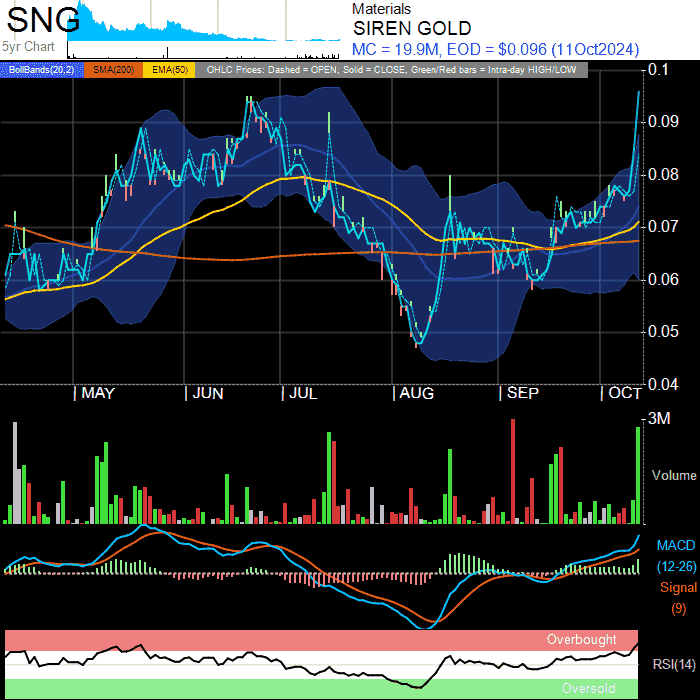 SNG
5yr Chart
Materials
SIREN GOLD
MC = 19.9M, EOD = $0.096 (11Oct2024)
BollBands(20,2) SMA(200) EMA(50) OHLC Prices: Dashed = OPEN, Solid = CLOSE, Green/Red bars = Intra-day HIGH/LOW
0.1
0.09
0.08
0.07
0.06
0.05
0.04
MAY JUN JUL AUG SEP OCT
3M
Volume
MACD
(12-26)
Signal
(9)
Overbought
RSI(14)
Oversold